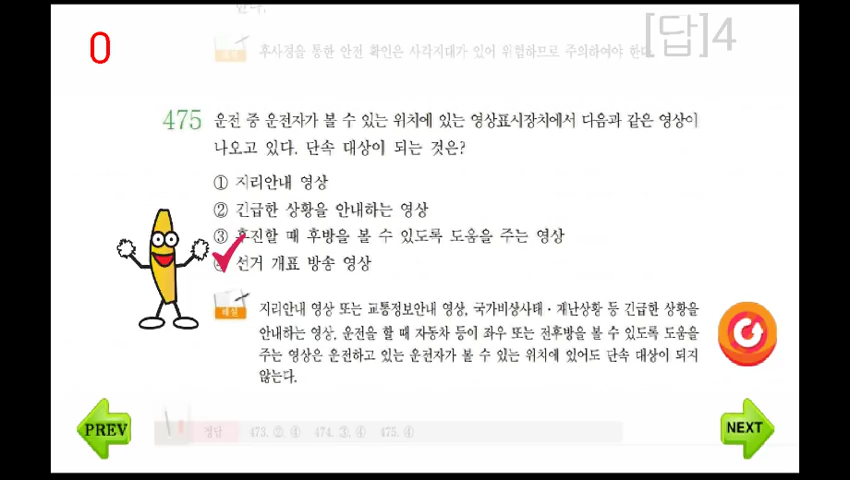 0
[답]4
해설 후사경을 통한 안전 확인은 사각지대가 있어 위험하므로 주의하여야 한다.
475 운전 중 운전자가 볼 수 있는 위치에 있는 영상표시장치에서 다음과 같은 영상이
나오고 있다. 단속 대상이 되는 것은?
① 지리안내 영상
② 긴급한 상황을 안내하는 영상
③ 후진할 때 후방을 볼 수 있도록 도움을 주는 영상
④ 선거 개표 방송 영상
해설 지리안내 영상 또는 교통정보안내 영상, 국가비상사태·재난상황 등 긴급한 상황을
안내하는 영상, 운전을 할 때 자동차 등이 좌우 또는 전후방을 볼 수 있도록 도움을
주는 영상은 운전하고 있는 운전자가 볼 수 있는 위치에 있어도 단속 대상이 되지
않는다.
PREV
정답 473. ②, ④ 474. ③, ④ 475. ④
NEXT